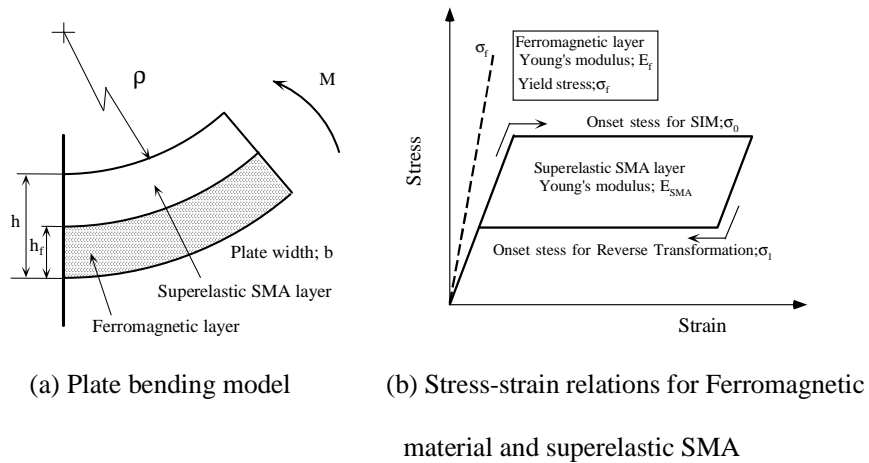 ρ
M
h
h_f
Plate width; b
Superelastic SMA layer
Ferromagnetic layer
(a) Plate bending model
Stress
σ_f
Ferromagnetic layer
Young's modulus; E_f
Yield stress;σ_f
Onset stess for SIM;σ_0
Superelastic SMA layer
Young's modulus; E_SMA
Onset stess for Reverse Transformation;σ_1
Strain
(b) Stress-strain relations for Ferromagnetic
material and superelastic SMA